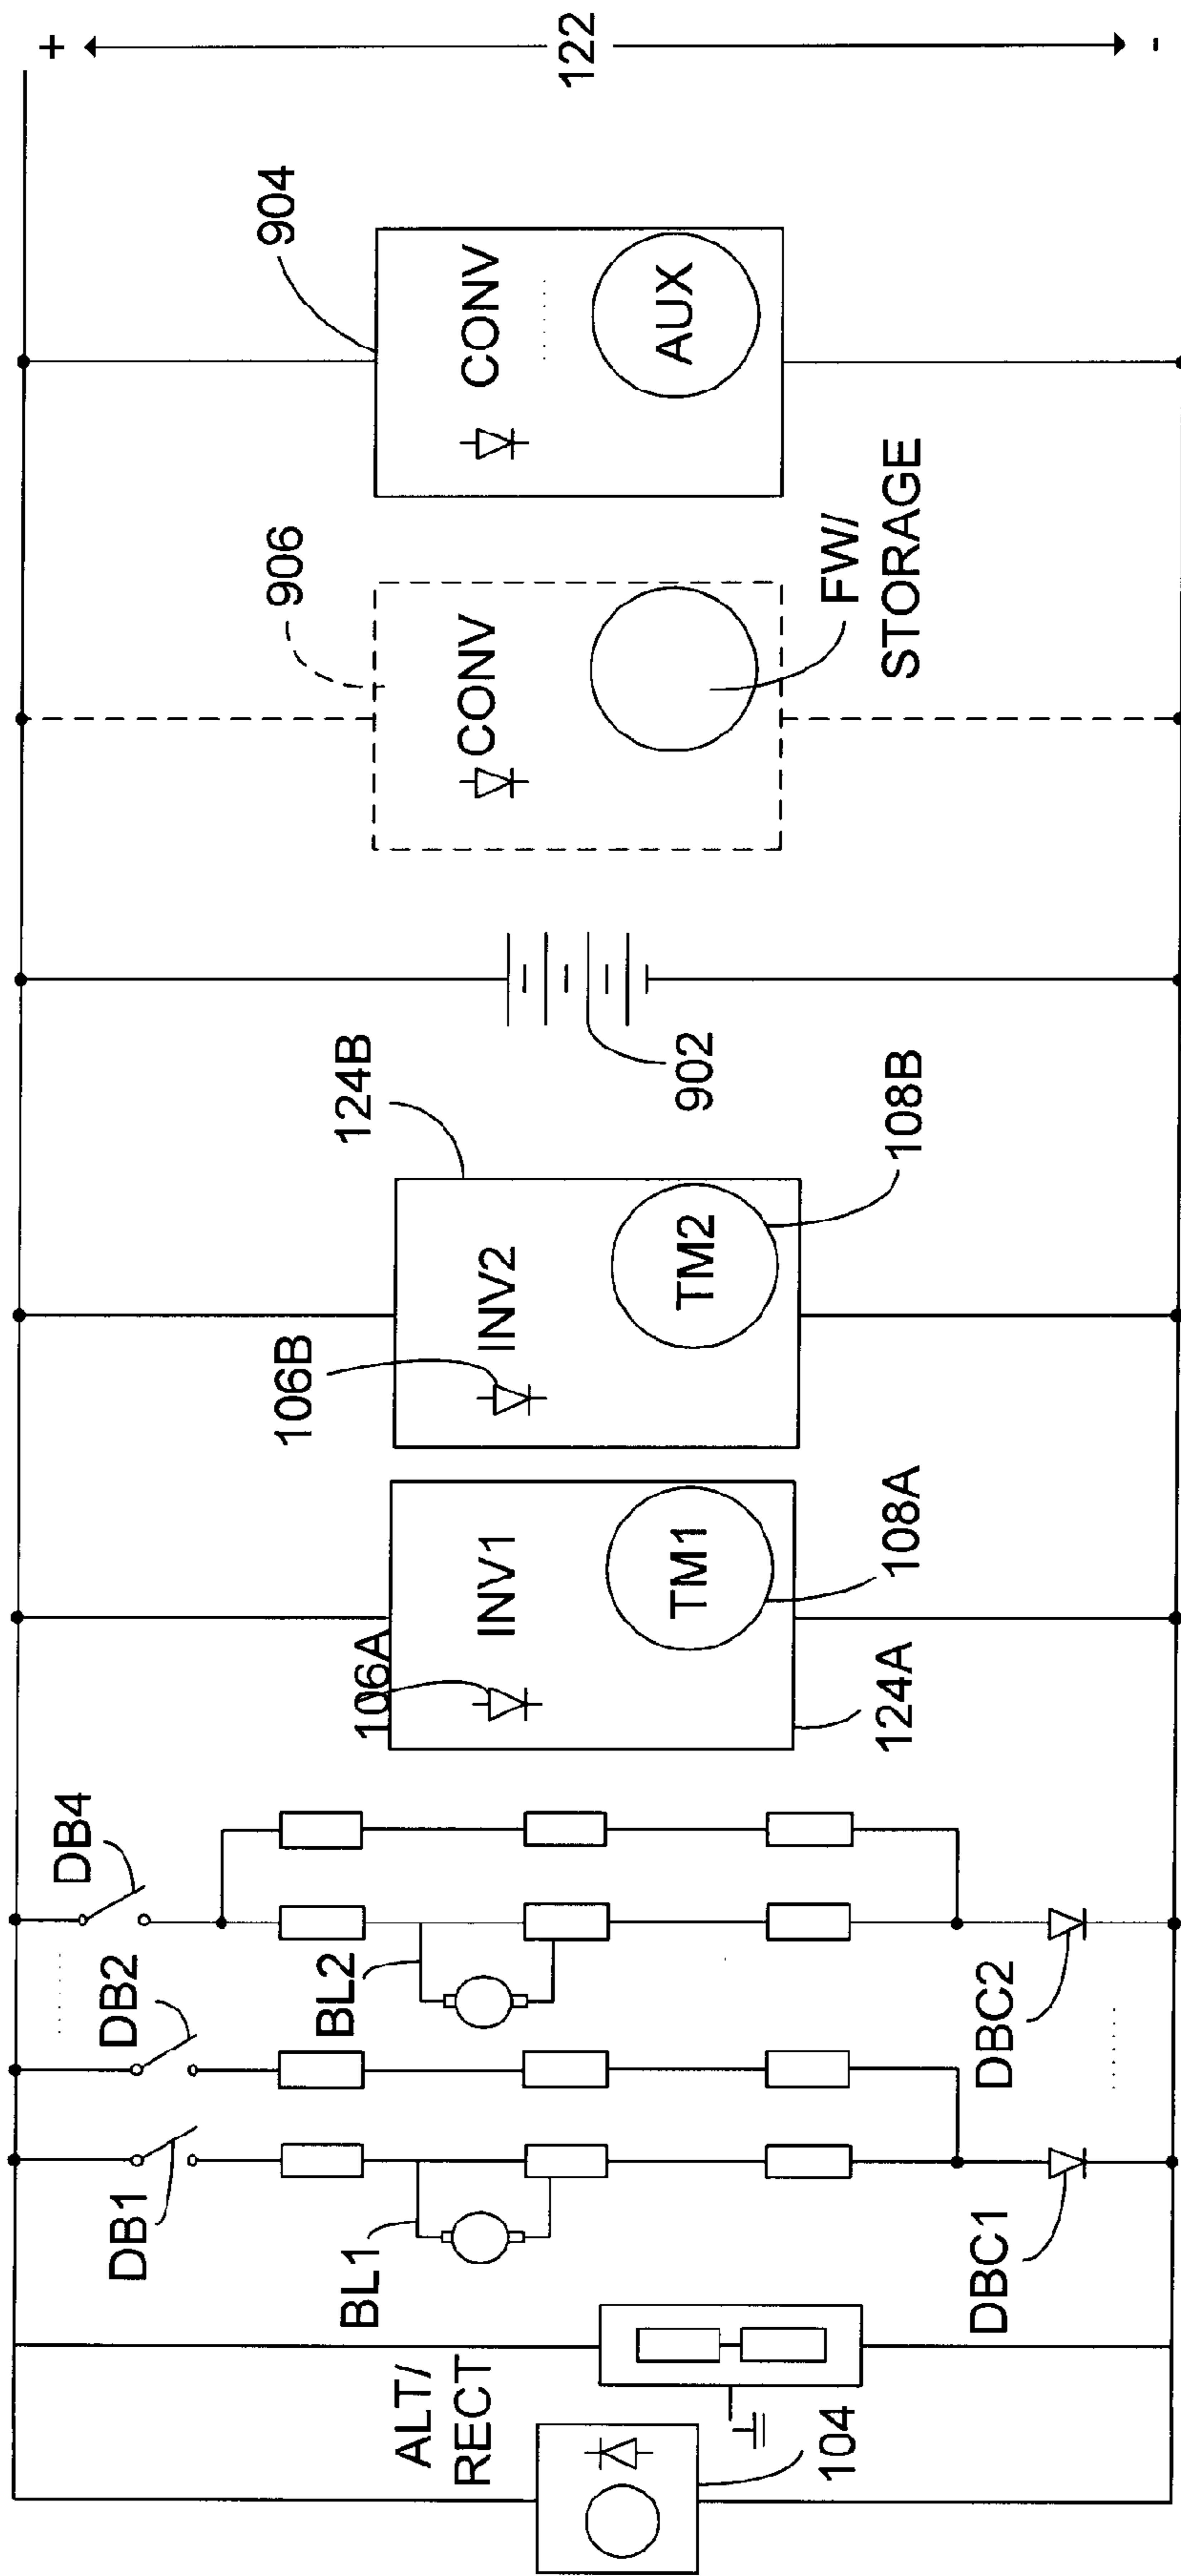 +
122
-
904
CONV
AUX
906
CONV
FW/
STORAGE
902
124B
106B
INV2
TM2
108B
106A
INV1
TM1
108A
124A
DB4
DB2
DB1
BL2
BL1
DBC2
DBC1
ALT/
RECT
104